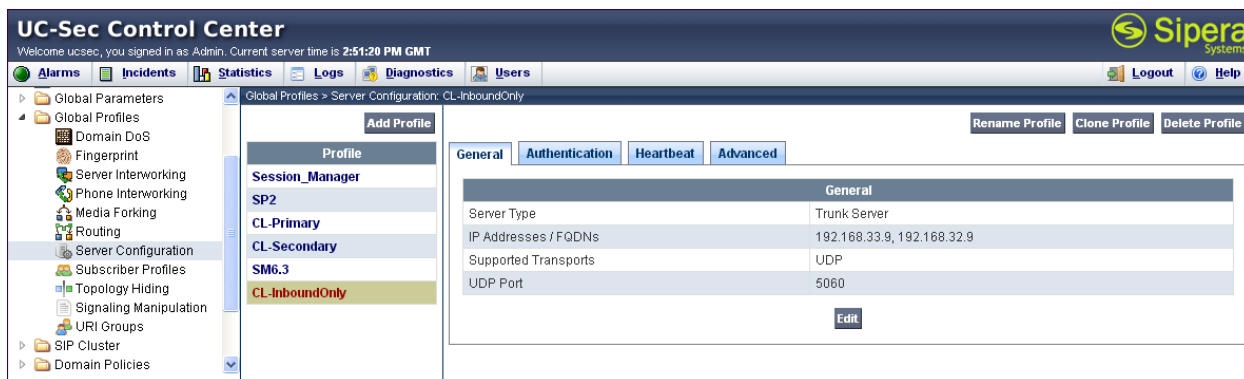 UC-Sec Control Center
Sipera
Systems
Welcome ucsec, you signed in as Admin. Current server time is 2:51:20 PM GMT
Alarms Incidents Statistics Logs Diagnostics Users Logout Help
Global Parameters
Global Profiles
Domain DoS
Fingerprint
Server Interworking
Phone Interworking
Media Forking
Routing
Server Configuration
Subscriber Profiles
Topology Hiding
Signaling Manipulation
URI Groups
SIP Cluster
Domain Policies
Global Profiles > Server Configuration: CL-InboundOnly
Add Profile
Profile
Session_Manager
SP2
CL-Primary
CL-Secondary
SM6.3
CL-InboundOnly
Rename Profile Clone Profile Delete Profile
General Authentication Heartbeat Advanced
General
Server Type Trunk Server
IP Addresses / FQDNs 192.168.33.9, 192.168.32.9
Supported Transports UDP
UDP Port 5060
Edit